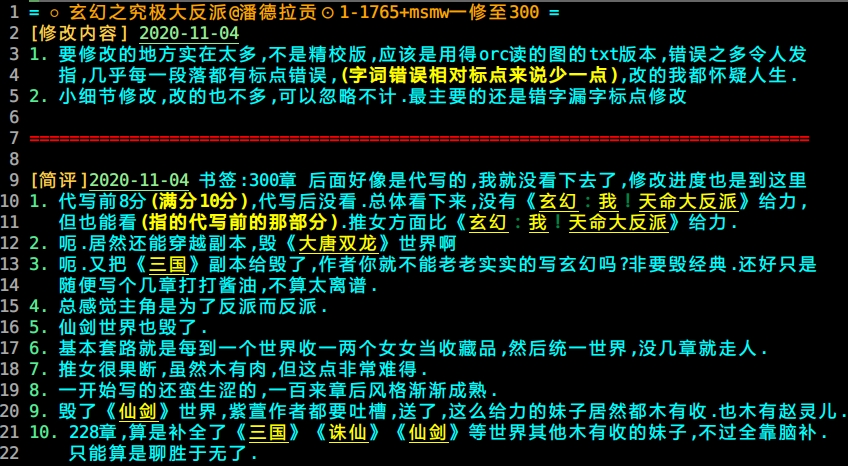 1 = ○ 玄幻之究极大反派@潘德拉贡⊙1-1765+msmw一修至300 =
2 [修改内容] 2020-11-04
3 1. 要修改的地方实在太多,不是精校版,应该是用得orc读的图的txt版本,错误之多令人发
4 指,几乎每一段落都有标点错误,(字词错误相对标点来说少一点),改的我都怀疑人生.
5 2. 小细节修改,改的也不多,可以忽略不计.最主要的还是错字漏字标点修改
6
7 ==============================================================================
8
9 [简评]2020-11-04 书签:300章 后面好像是代写的,我就没看下去了,修改进度也是到这里
10 1. 代写前8分(满分10分),代写后没看.总体看下来,没有《玄幻:我!天命大反派》给力,
11 但也能看(指的代写前的那部分).推女方面比《玄幻:我!天命大反派》给力.
12 2. 呃.居然还能穿越副本,毁《大唐双龙》世界啊
13 3. 呃.又把《三国》副本给毁了,作者你就不能老老实实的写玄幻吗?非要毁经典.还好只是
14 随便写个几章打打酱油,不算太离谱.
15 4. 总感觉主角是为了反派而反派.
16 5. 仙剑世界也毁了.
17 6. 基本套路就是每到一个世界收一两个女女当收藏品,然后统一世界,没几章就走人.
18 7. 推女很果断,虽然木有肉,但这点非常难得.
19 8. 一开始写的还蛮生涩的,一百来章后风格渐渐成熟.
20 9. 毁了《仙剑》世界,紫萱作者都要吐槽,送了,这么给力的妹子居然都木有收.也木有赵灵儿.
21 10. 228章,算是补全了《三国》《诛仙》《仙剑》等世界其他木有收的妹子,不过全靠脑补.
22 只能算是聊胜于无了.